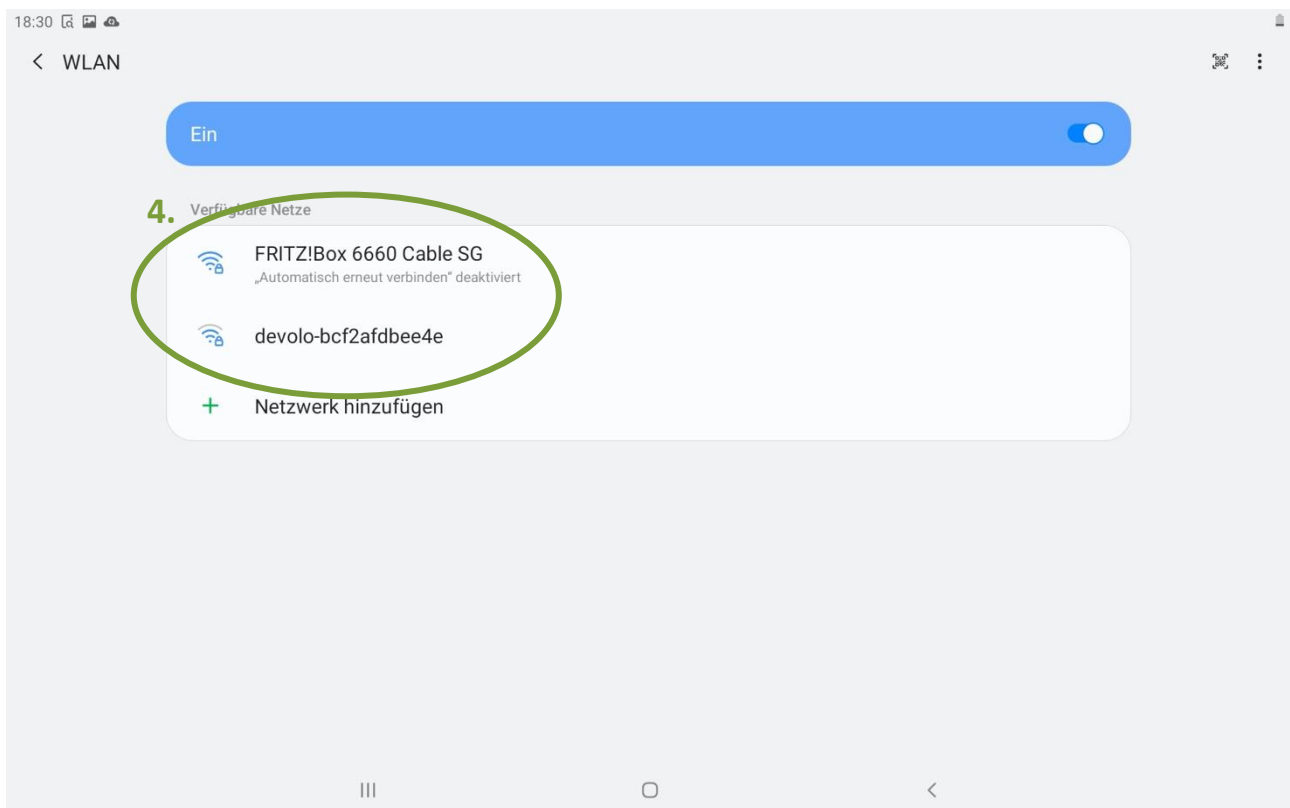 18:30
WLAN
Ein
4. Verfügbare Netze
FRITZ!Box 6660 Cable SG
„Automatisch erneut verbinden“ deaktiviert
devolo-bcf2afdbee4e
+ Netzwerk hinzufügen